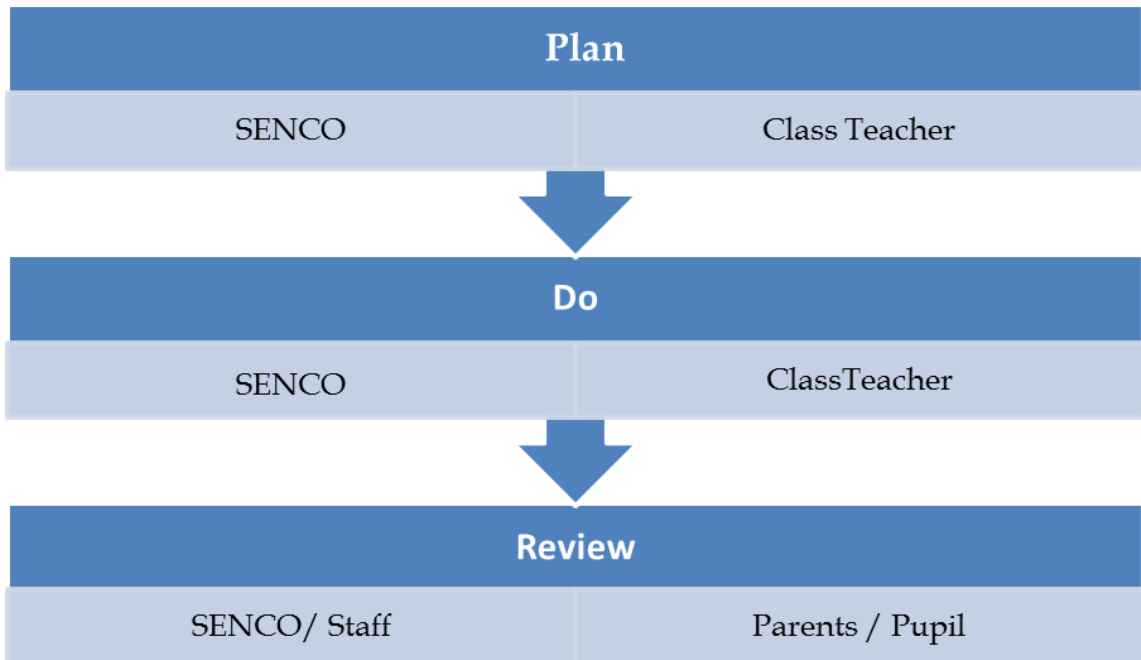 Plan
SENCO Class Teacher
Do
SENCO ClassTeacher
Review
SENCO/ Staff Parents / Pupil